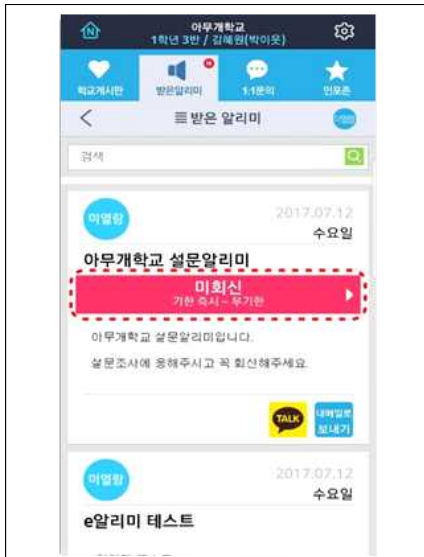 아무개학교
1학년 3반 / 김혜원(박이웃)
N
학교게시판
받은알리미
N
1:1문의
인포존
받은 알리미
미열람
검색
미열람
2017.07.12
수요일
아무개학교 설문알리미
미회신
기한 즉시 ~ 무기한
아무개학교 설문알리미입니다.
설문조사에 응해주시고 꼭 회신해주세요.
TALK
내메일로
보내기
미열람
2017.07.12
수요일
e알리미 테스트